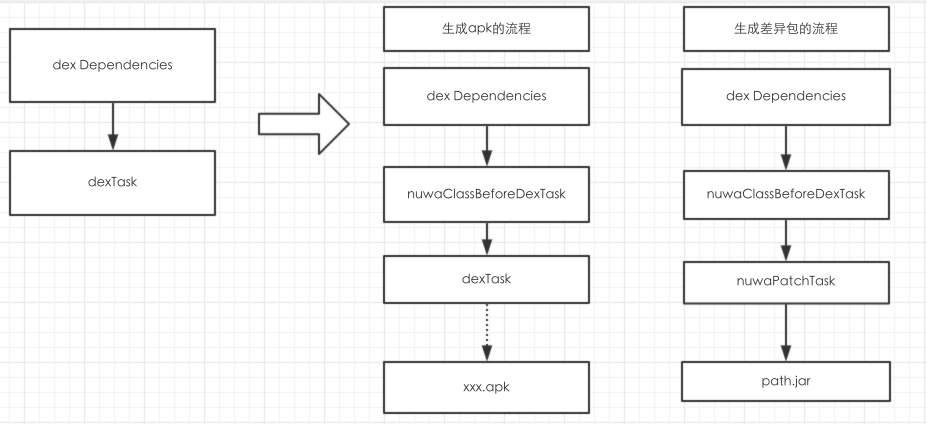 dex Dependencies
dexTask
生成apk的流程
dex Dependencies
nuwaClassBeforeDexTask
dexTask
xxx.apk
生成差异包的流程
dex Dependencies
nuwaClassBeforeDexTask
nuwaPatchTask
path.jar